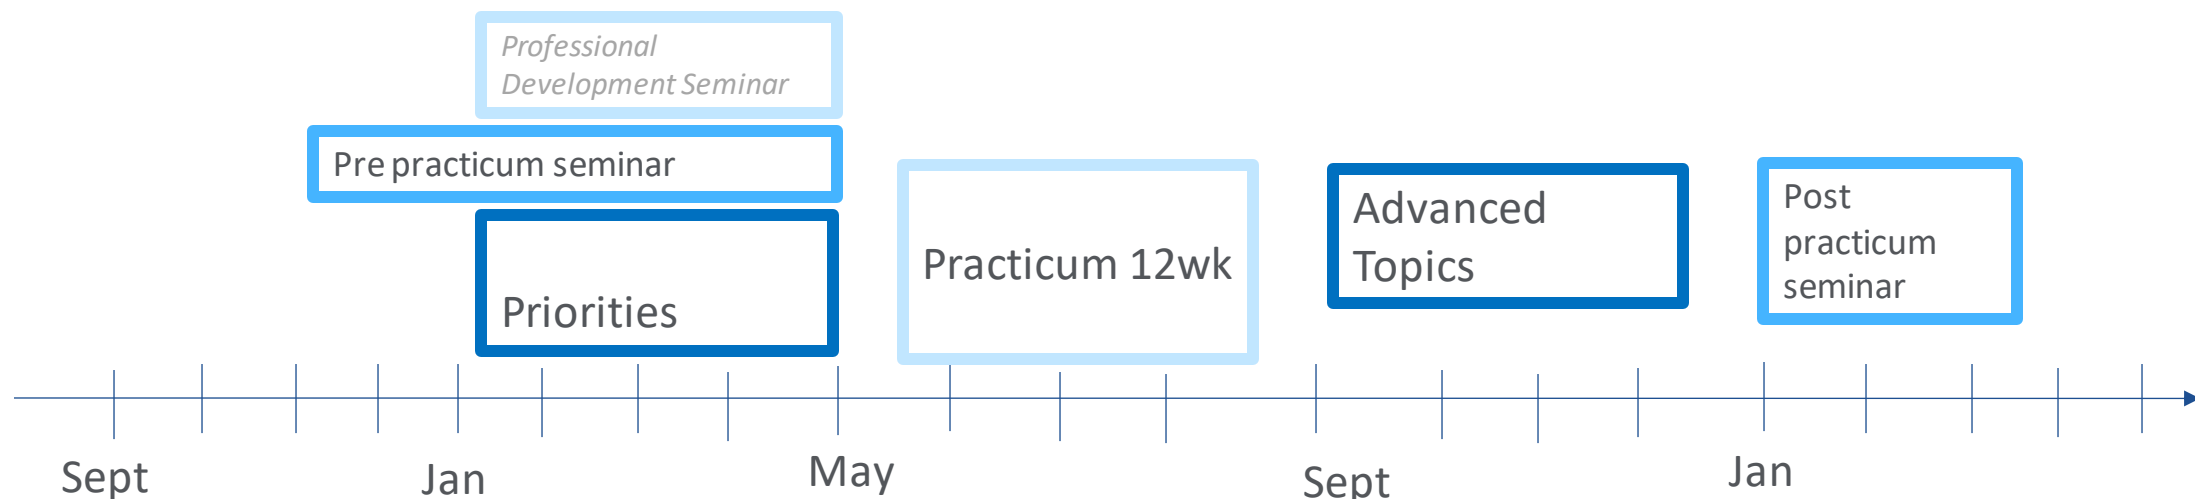 Professional
Development Seminar
Pre practicum seminar
Priorities
Practicum 12wk
Advanced
Topics
Post
practicum
seminar
Sept
Jan
May
Sept
Jan